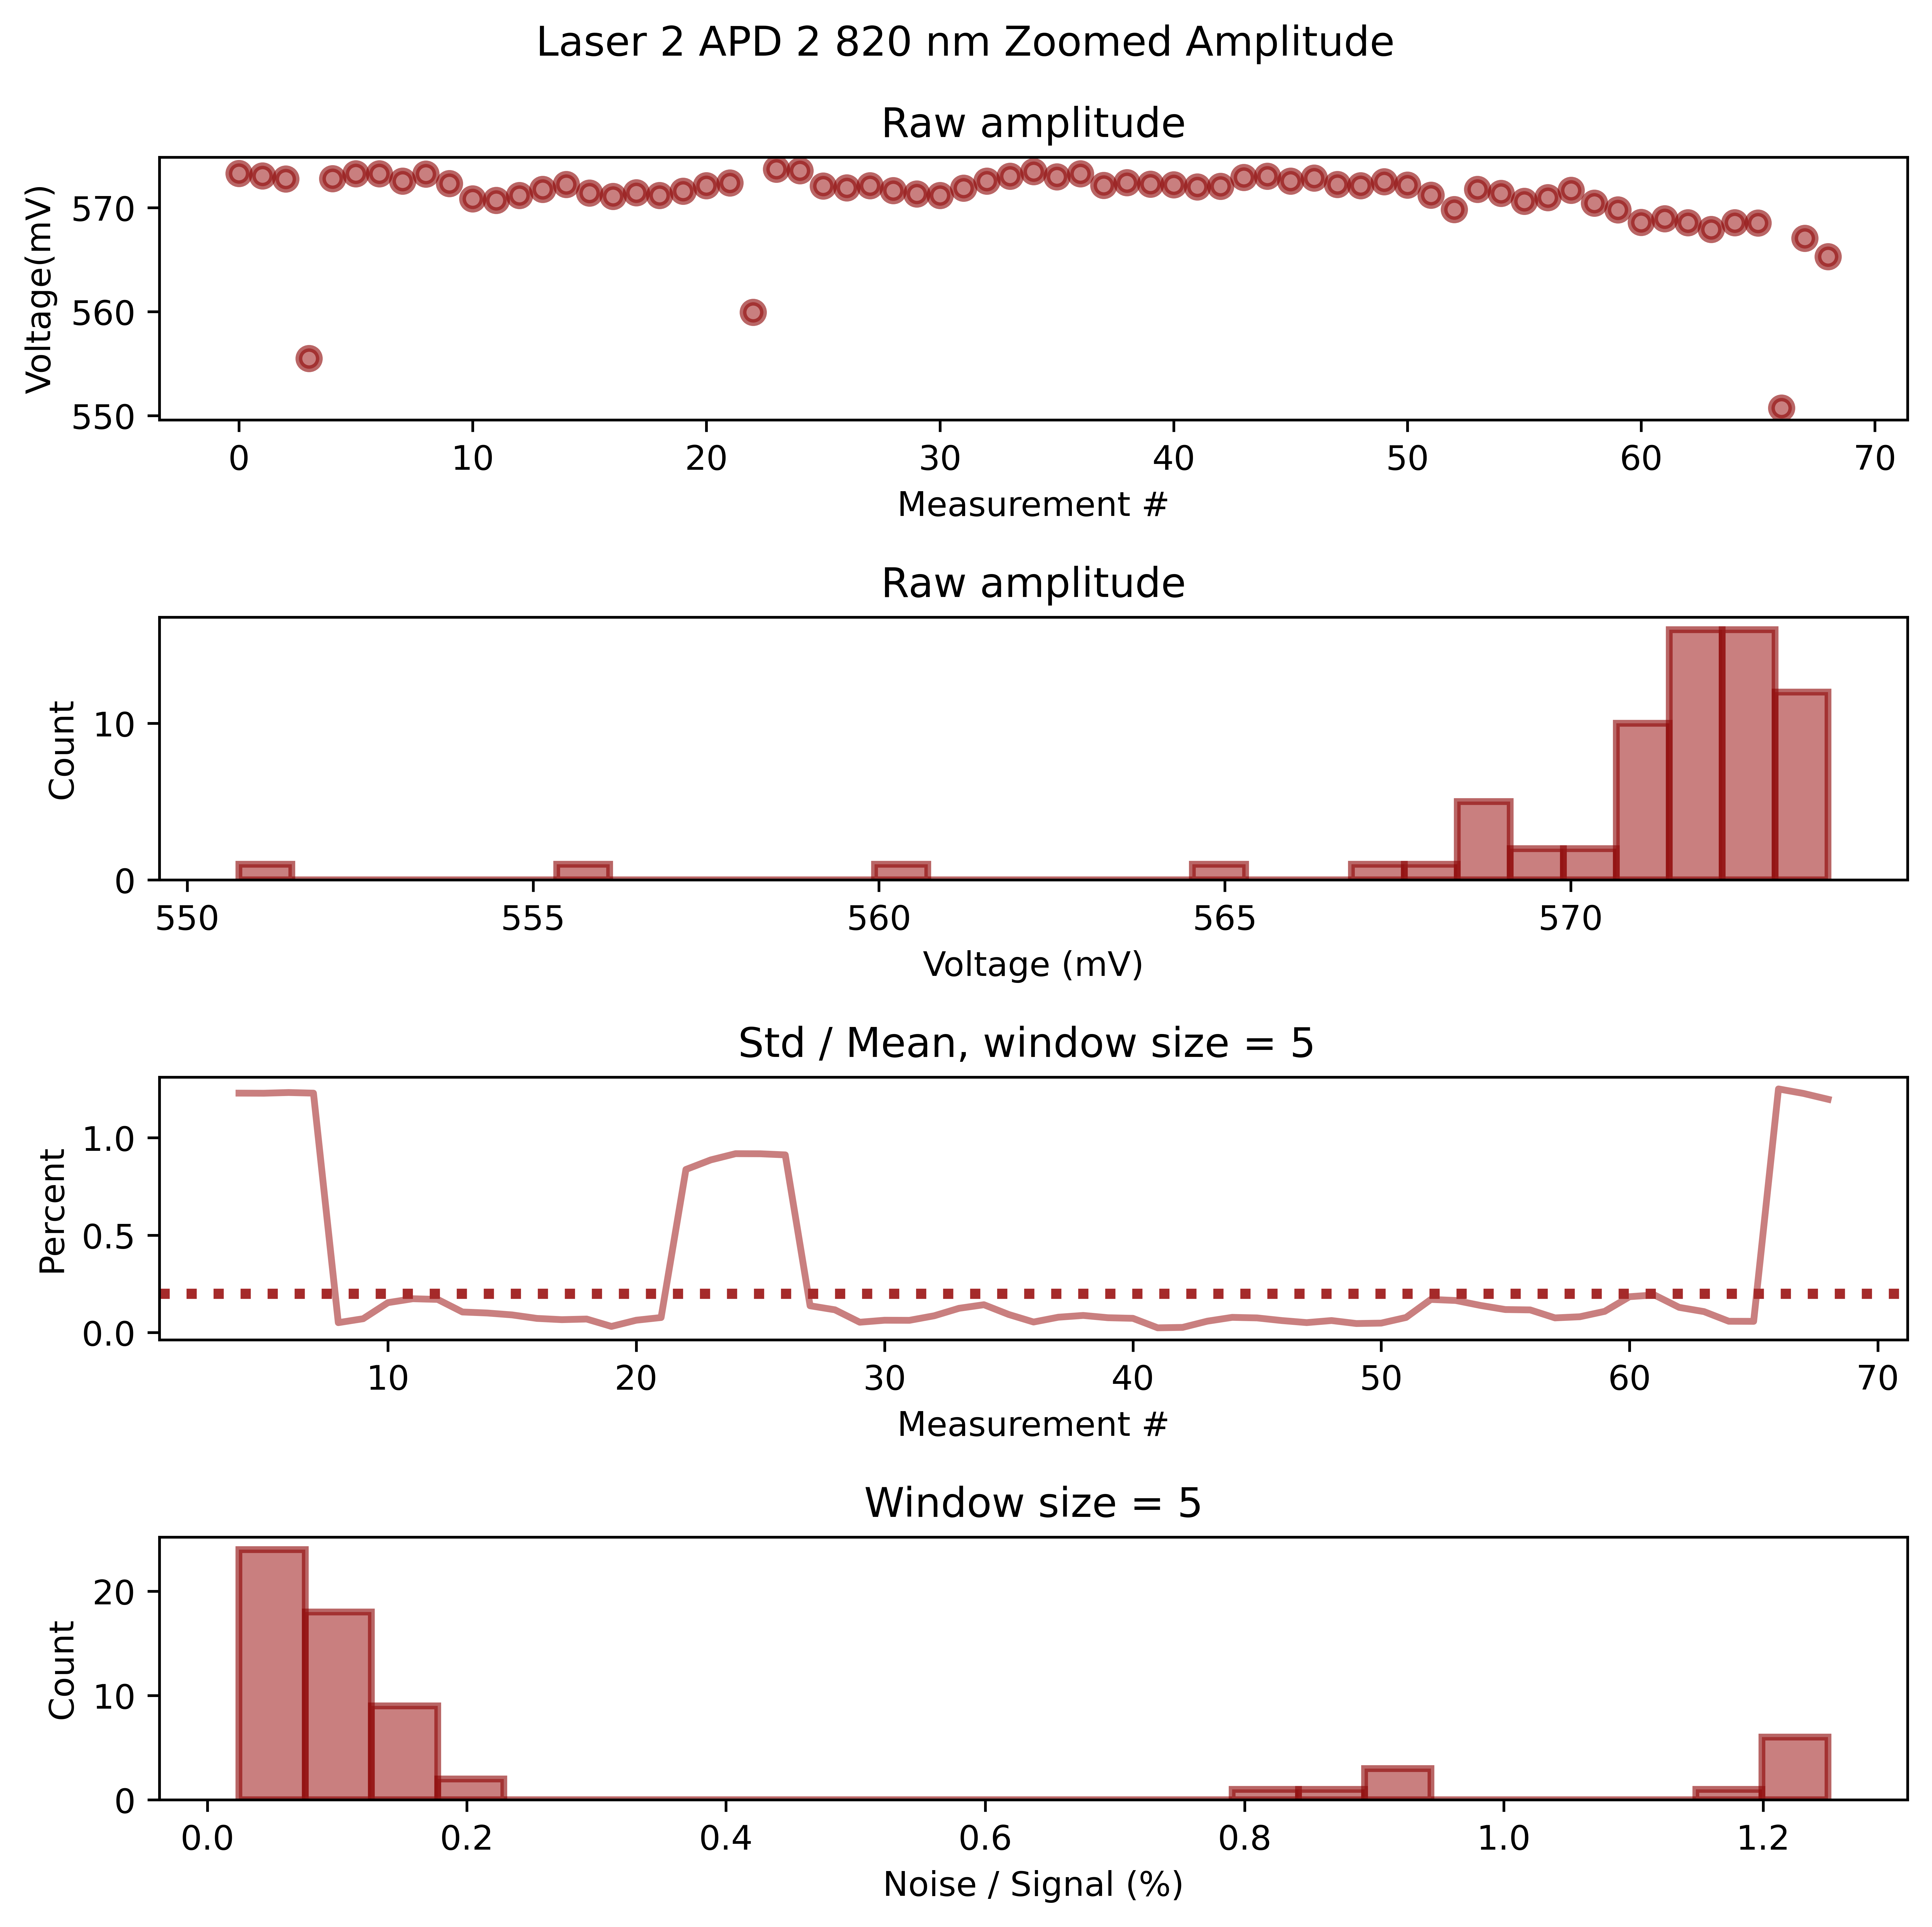 Laser 2 APD 2 820 nm Zoomed Amplitude
Raw amplitude
Voltage(mV)
570
560
550
0 10 20 30 40 50 60 70
Measurement #
Raw amplitude
Count
10
0
550 555 560 565 570
Voltage (mV)
Std / Mean, window size = 5
Percent
1.0
0.5
0.0
10 20 30 40 50 60 70
Measurement #
Window size = 5
Count
20
10
0
0.0 0.2 0.4 0.6 0.8 1.0 1.2
Noise / Signal (%)